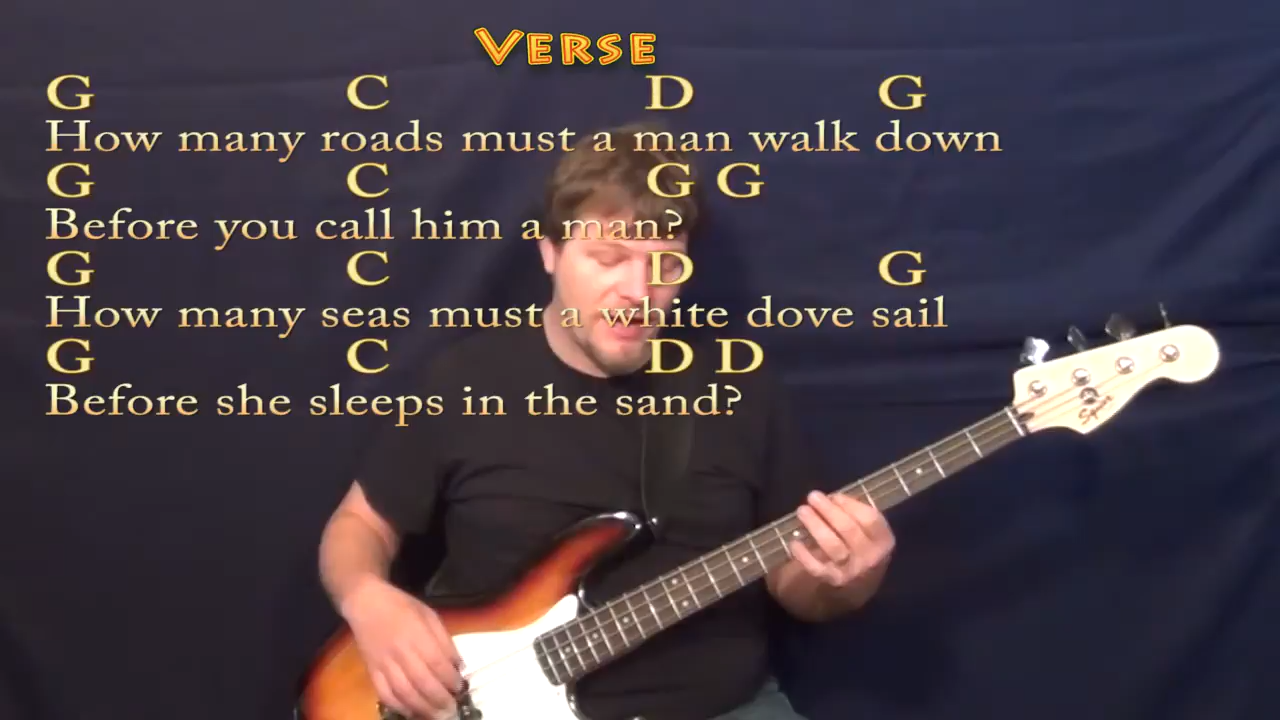 VERSE
G C D G
How many roads must a man walk down
G C G G
Before you call him a man?
G C D G
How many seas must a white dove sail
G C D D
Before she sleeps in the sand?
Squier